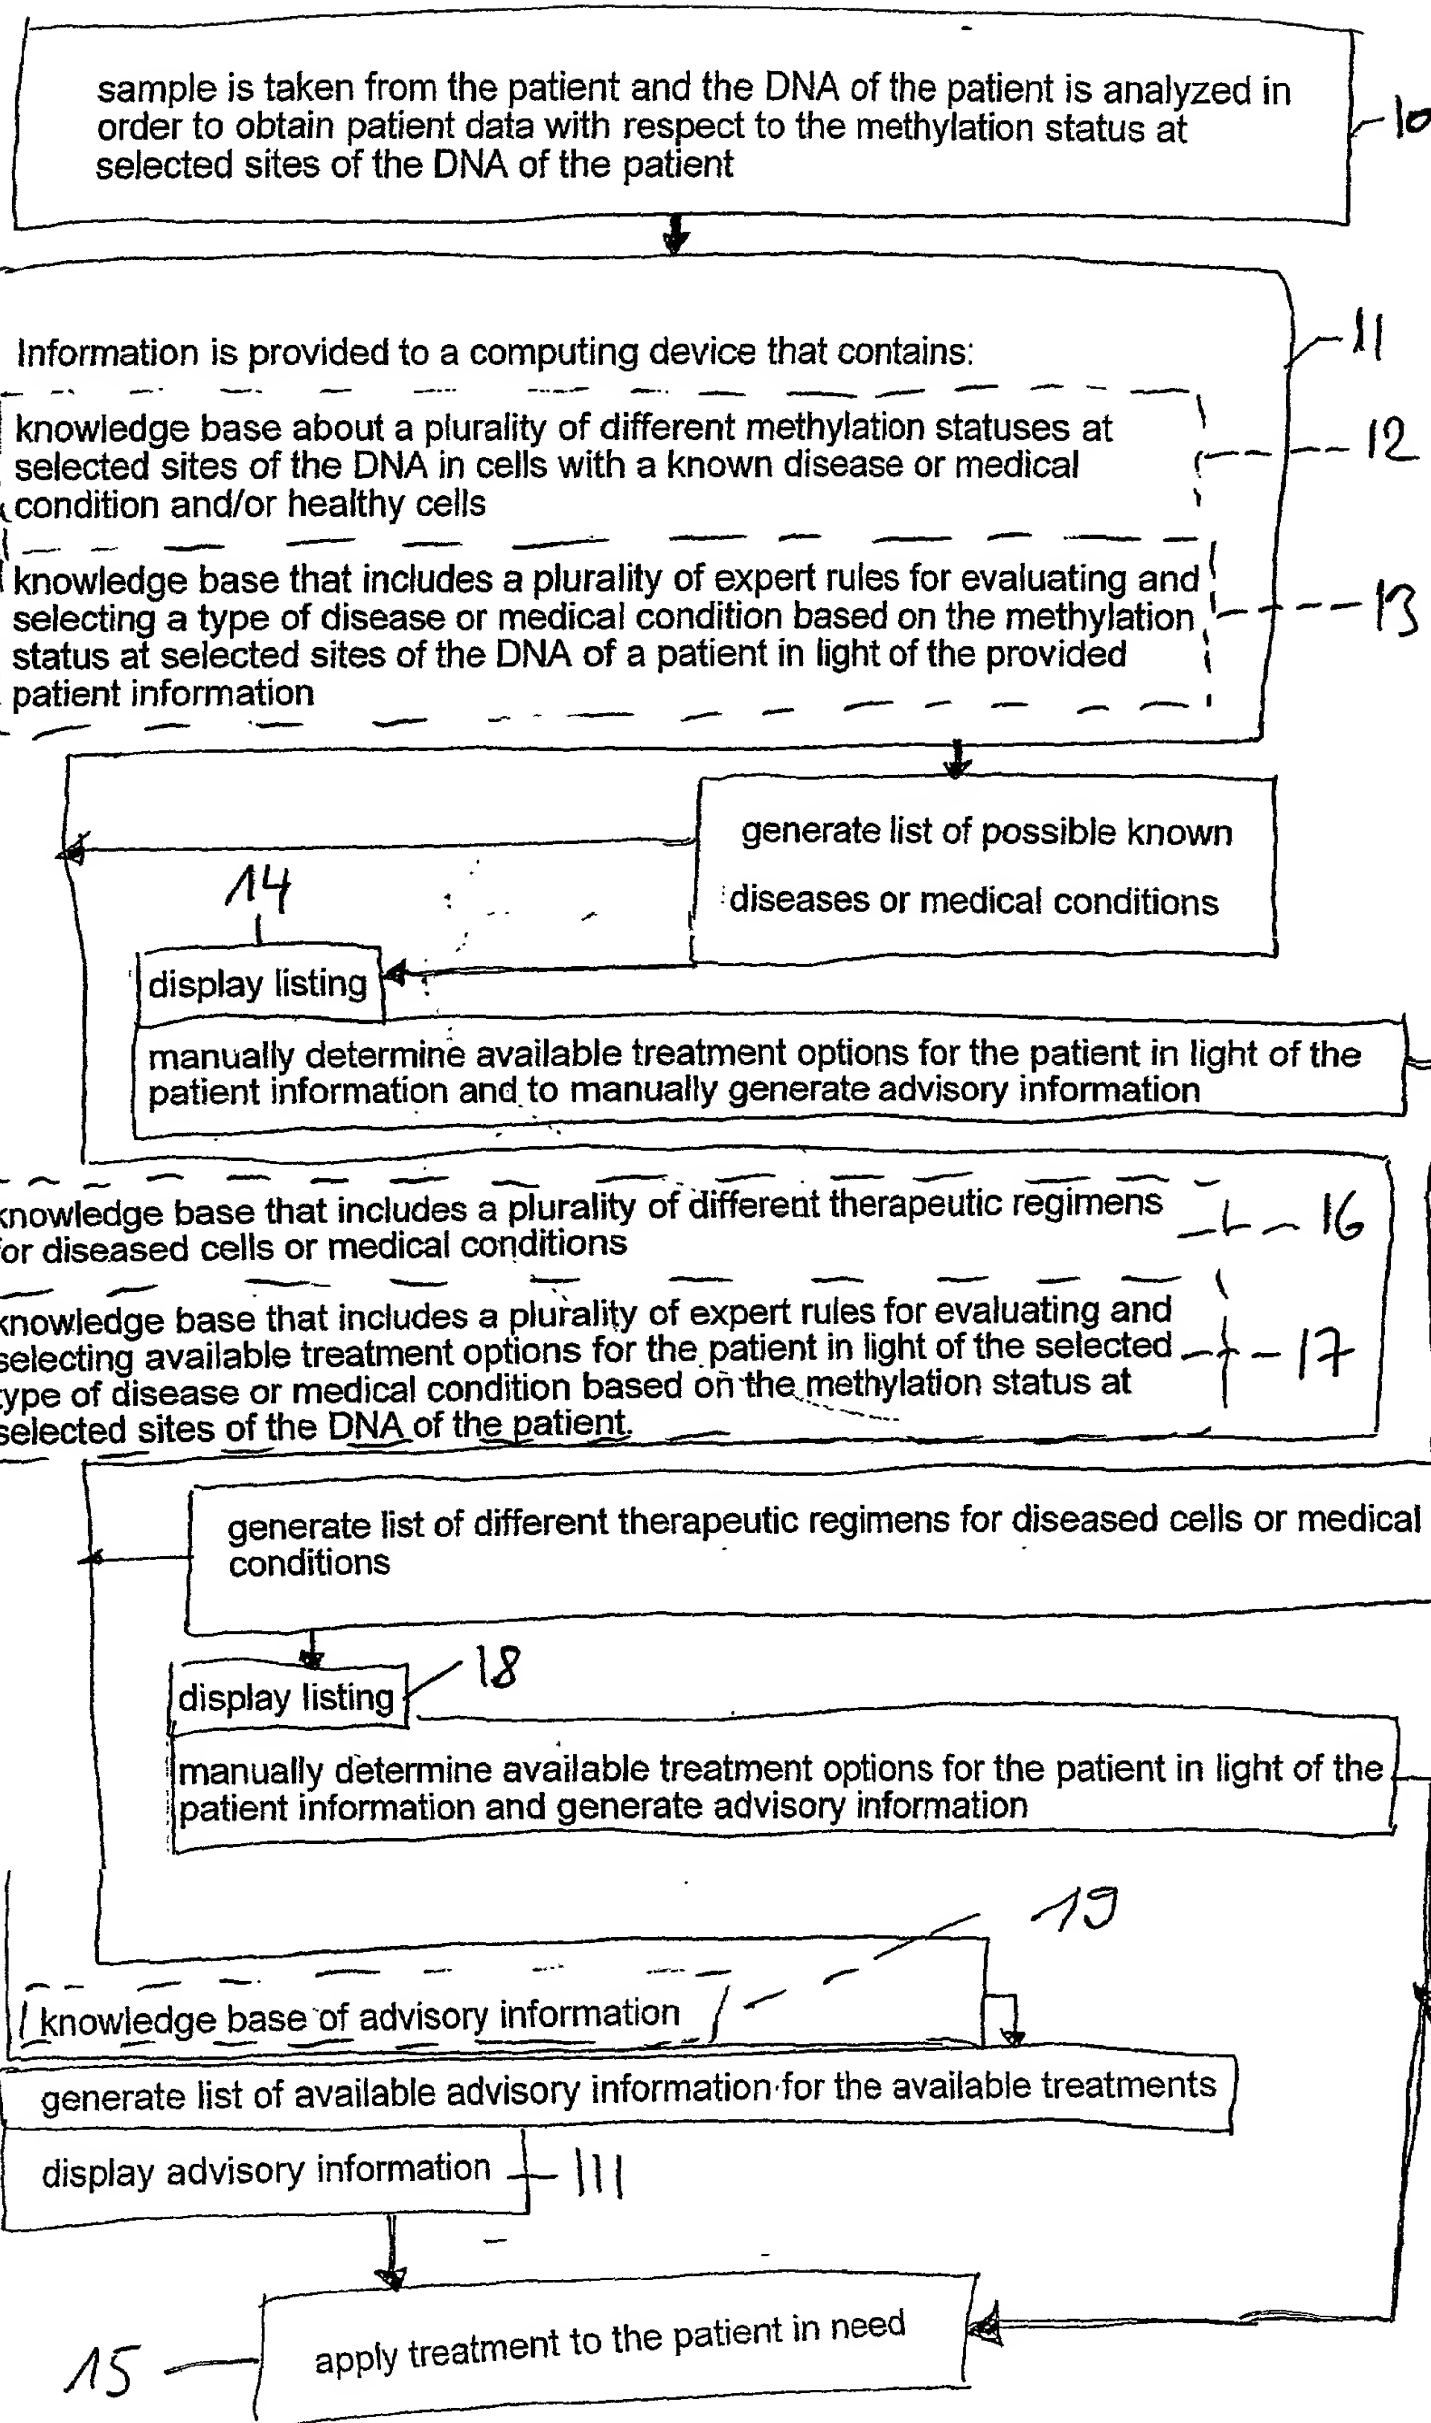 sample is taken from the patient and the DNA of the patient is analyzed in
order to obtain patient data with respect to the methylation status at
selected sites of the DNA of the patient
10
Information is provided to a computing device that contains:
11
knowledge base about a plurality of different methylation statuses at
selected sites of the DNA in cells with a known disease or medical
condition and/or healthy cells
12
knowledge base that includes a plurality of expert rules for evaluating and
selecting a type of disease or medical condition based on the methylation
status at selected sites of the DNA of a patient in light of the provided
patient information
13
generate list of possible known
diseases or medical conditions
14
display listing
manually determine available treatment options for the patient in light of the
patient information and to manually generate advisory information
knowledge base that includes a plurality of different therapeutic regimens
for diseased cells or medical conditions
16
knowledge base that includes a plurality of expert rules for evaluating and
selecting available treatment options for the patient in light of the selected
type of disease or medical condition based on the methylation status at
selected sites of the DNA of the patient.
17
generate list of different therapeutic regimens for diseased cells or medical
conditions
18
display listing
manually determine available treatment options for the patient in light of the
patient information and generate advisory information
19
knowledge base of advisory information
generate list of available advisory information for the available treatments
display advisory information
111
apply treatment to the patient in need
15